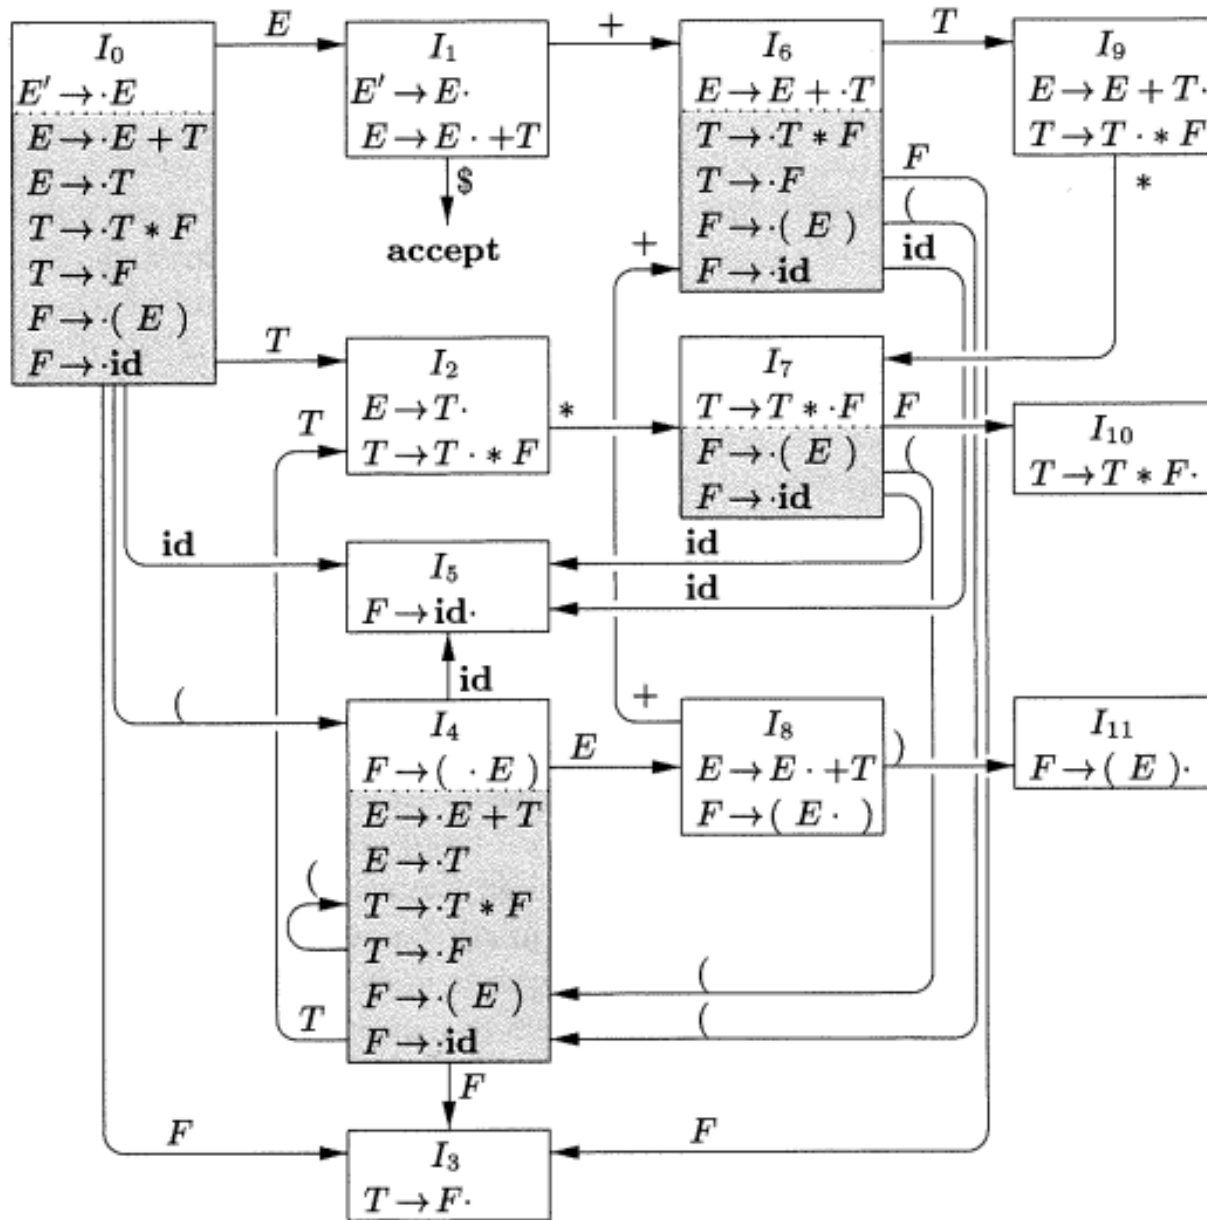 I₀
E′ → ·E
E → ·E + T
E → ·T
T → ·T * F
T → ·F
F → ·( E )
F → ·id
E
I₁
E′ → E·
E → E · +T
$
accept
+
I₆
E → E + ·T
T → ·T * F
T → ·F
F → ·( E )
F → ·id
T
I₉
E → E + T·
T → T · * F
*
F
(
id
+
T
I₂
E → T·
T → T · * F
T
*
I₇
T → T * ·F
F → ·( E )
F → ·id
F
(
I₁₀
T → T * F·
id
I₅
F → id·
id
id
id
(
I₄
F → ( · E )
E → ·E + T
E → ·T
T → ·T * F
T → ·F
F → ·( E )
F → ·id
(
T
E
+
I₈
E → E · +T
F → ( E · )
)
I₁₁
F → ( E )·
(
(
F
F
I₃
T → F·
F